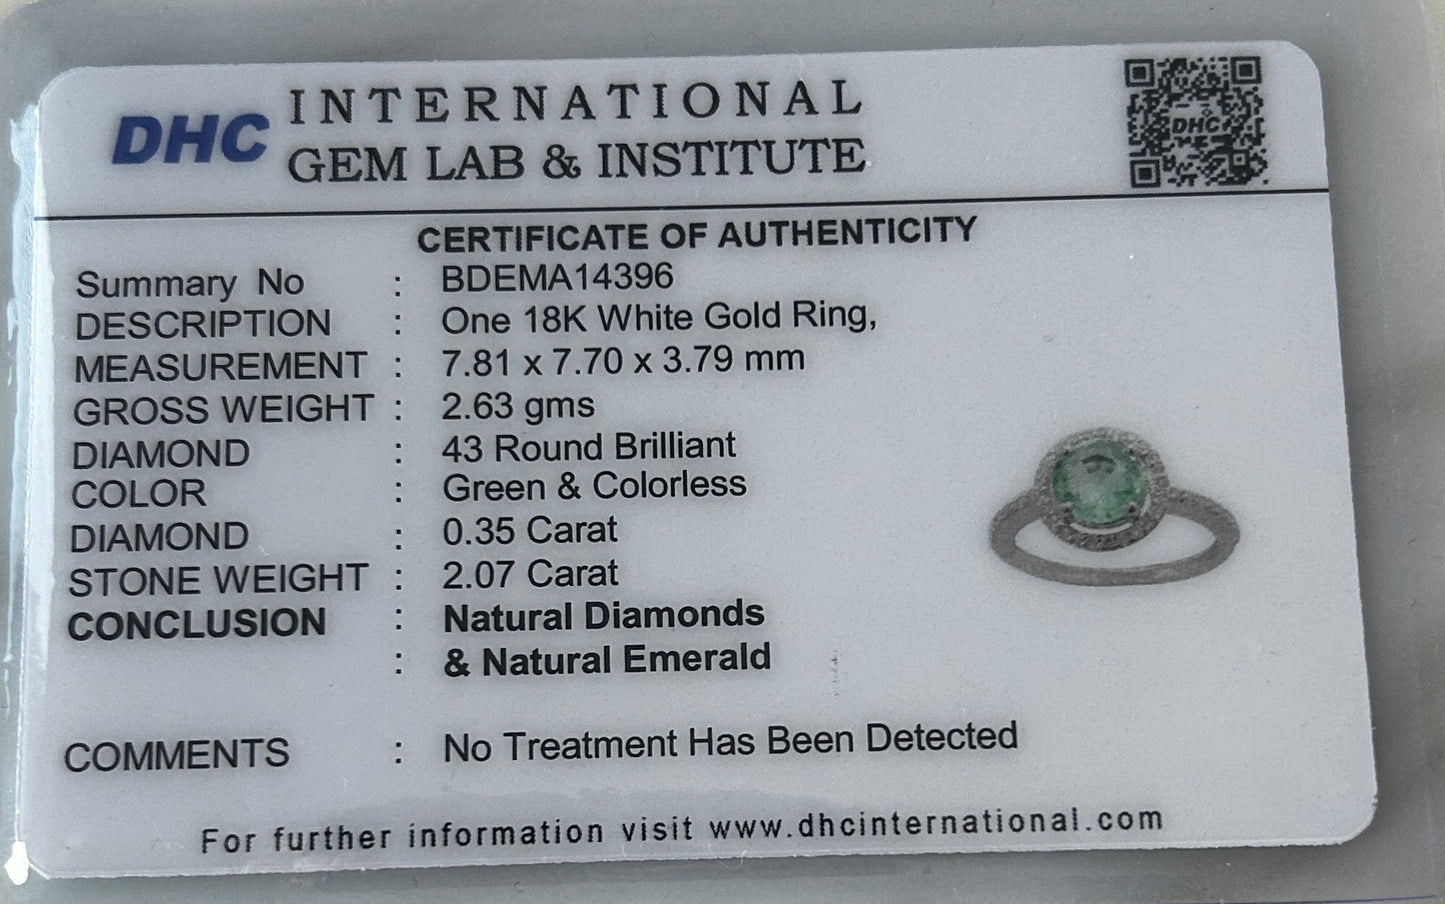 DHC INTERNATIONAL
GEM LAB & INSTITUTE
DHC
CERTIFICATE OF AUTHENTICITY
Summary No : BDEMA14396
DESCRIPTION : One 18K White Gold Ring,
MEASUREMENT : 7.81 x 7.70 x 3.79 mm
GROSS WEIGHT : 2.63 gms
DIAMOND : 43 Round Brilliant
COLOR : Green & Colorless
DIAMOND : 0.35 Carat
STONE WEIGHT : 2.07 Carat
CONCLUSION : Natural Diamonds
: & Natural Emerald
COMMENTS : No Treatment Has Been Detected
For further information visit www.dhcinternational.com